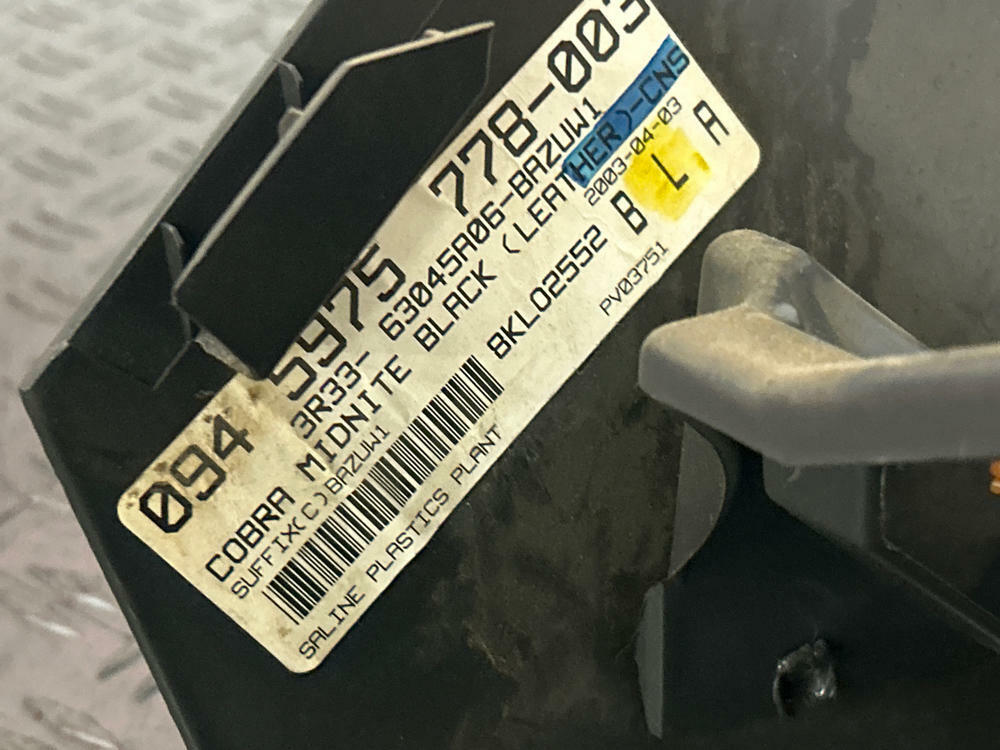 094 5975 778-003
3R33- 63045A06-BAZUW1
COBRA MIDNITE BLACK (LEATHER)-CNS
SUFFIX(C)BAZUW1 2003-04-03
8KL02552 B L A
SALINE PLASTICS PLANT PV03751